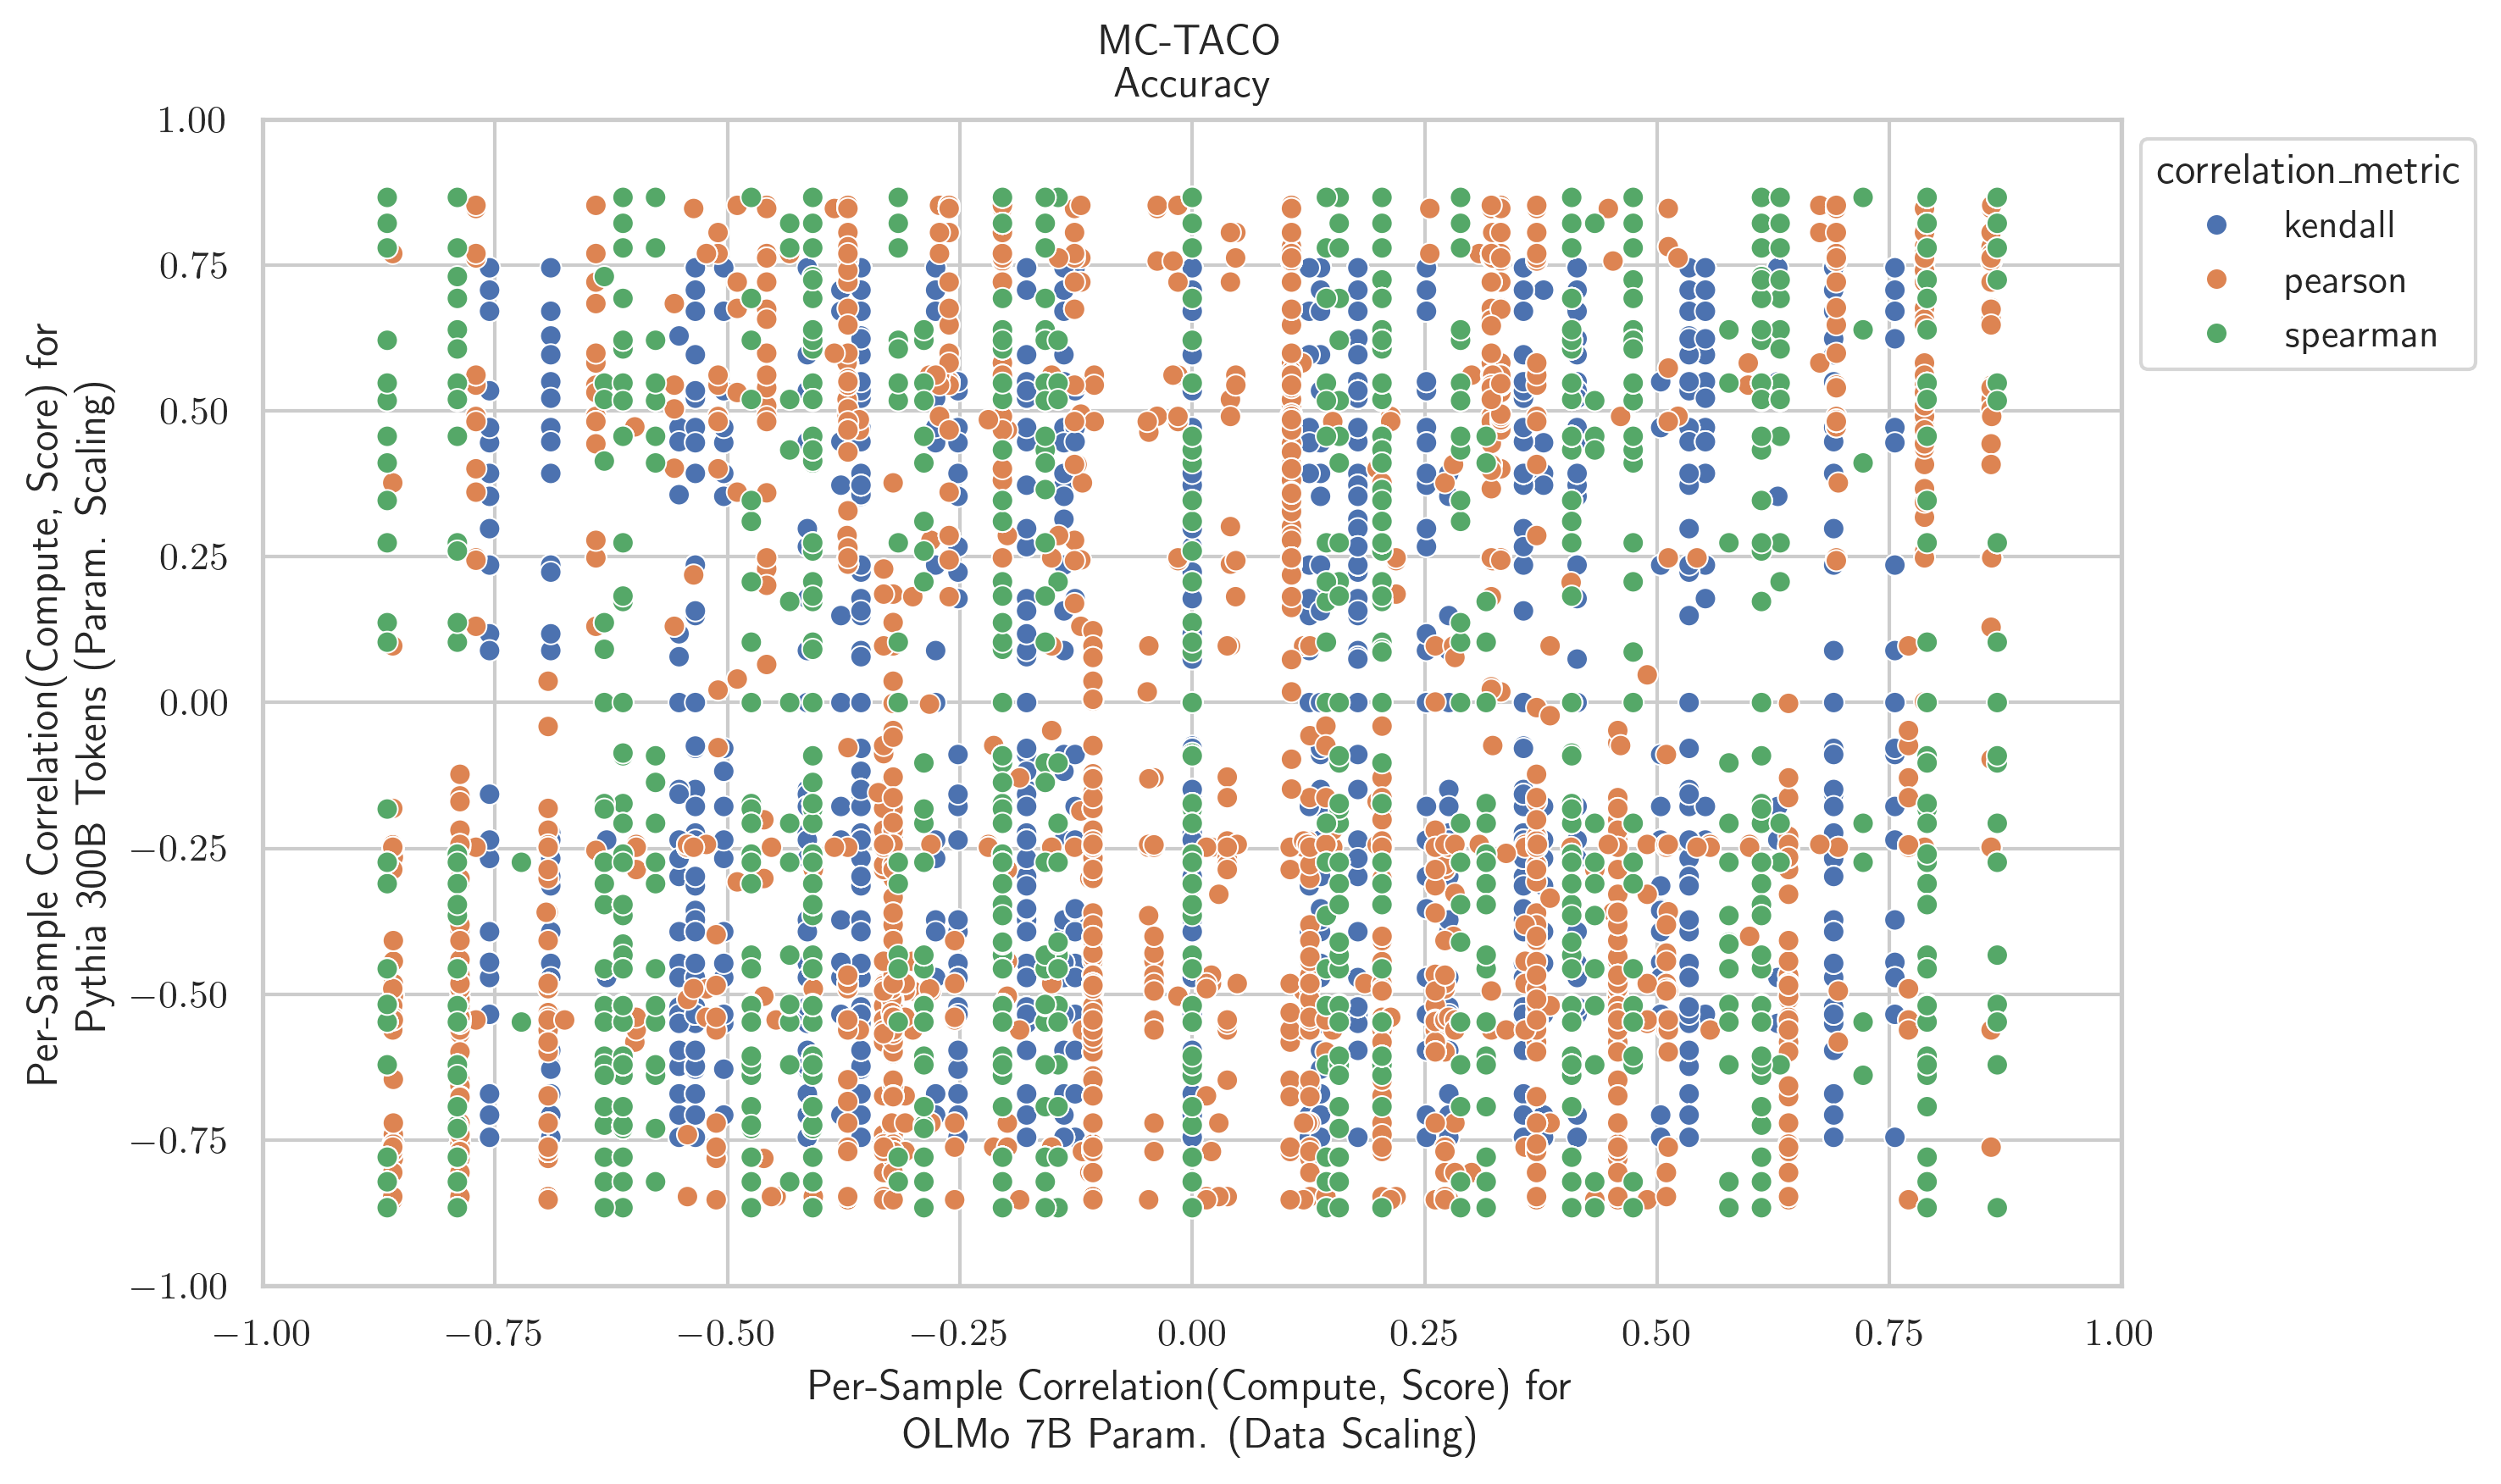 MC-TACO
Accuracy
Per-Sample Correlation(Compute, Score) for
Pythia 300B Tokens (Param. Scaling)
1.00
0.75
0.50
0.25
0.00
−0.25
−0.50
−0.75
−1.00
−1.00 −0.75 −0.50 −0.25 0.00 0.25 0.50 0.75 1.00
Per-Sample Correlation(Compute, Score) for
OLMo 7B Param. (Data Scaling)
correlation_metric
kendall
pearson
spearman